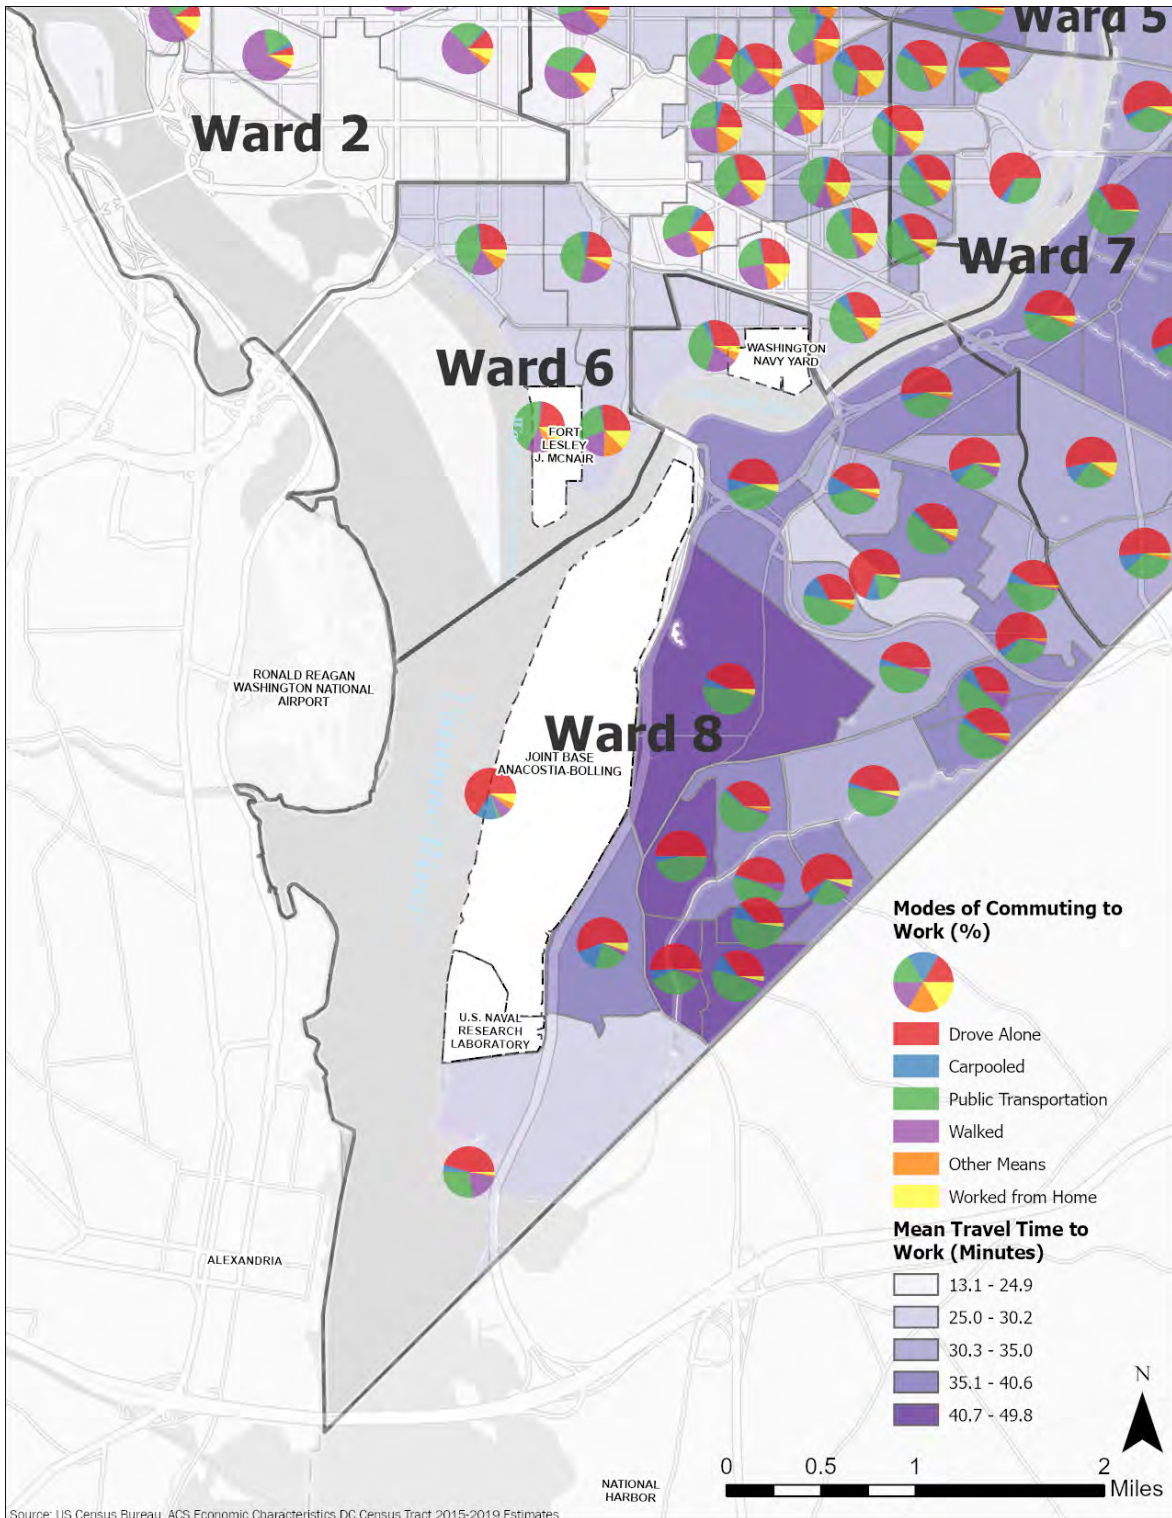 Ward 5
Ward 2
Ward 7
WASHINGTON
NAVY YARD
Ward 6
FORT
LESLEY
J. MCNAIR
RONALD REAGAN
WASHINGTON NATIONAL
AIRPORT
Ward 8
JOINT BASE
ANACOSTIA-BOLLING
U.S. NAVAL
RESEARCH
LABORATORY
ALEXANDRIA
Modes of Commuting to
Work (%)
Drove Alone
Carpooled
Public Transportation
Walked
Other Means
Worked from Home
Mean Travel Time to
Work (Minutes)
13.1 - 24.9
25.0 - 30.2
30.3 - 35.0
35.1 - 40.6
40.7 - 49.8
N
0 0.5 1 2
Miles
NATIONAL
HARBOR
Source: US Census Bureau, ACS Economic Characteristics DC Census Tract 2015-2019 Estimates